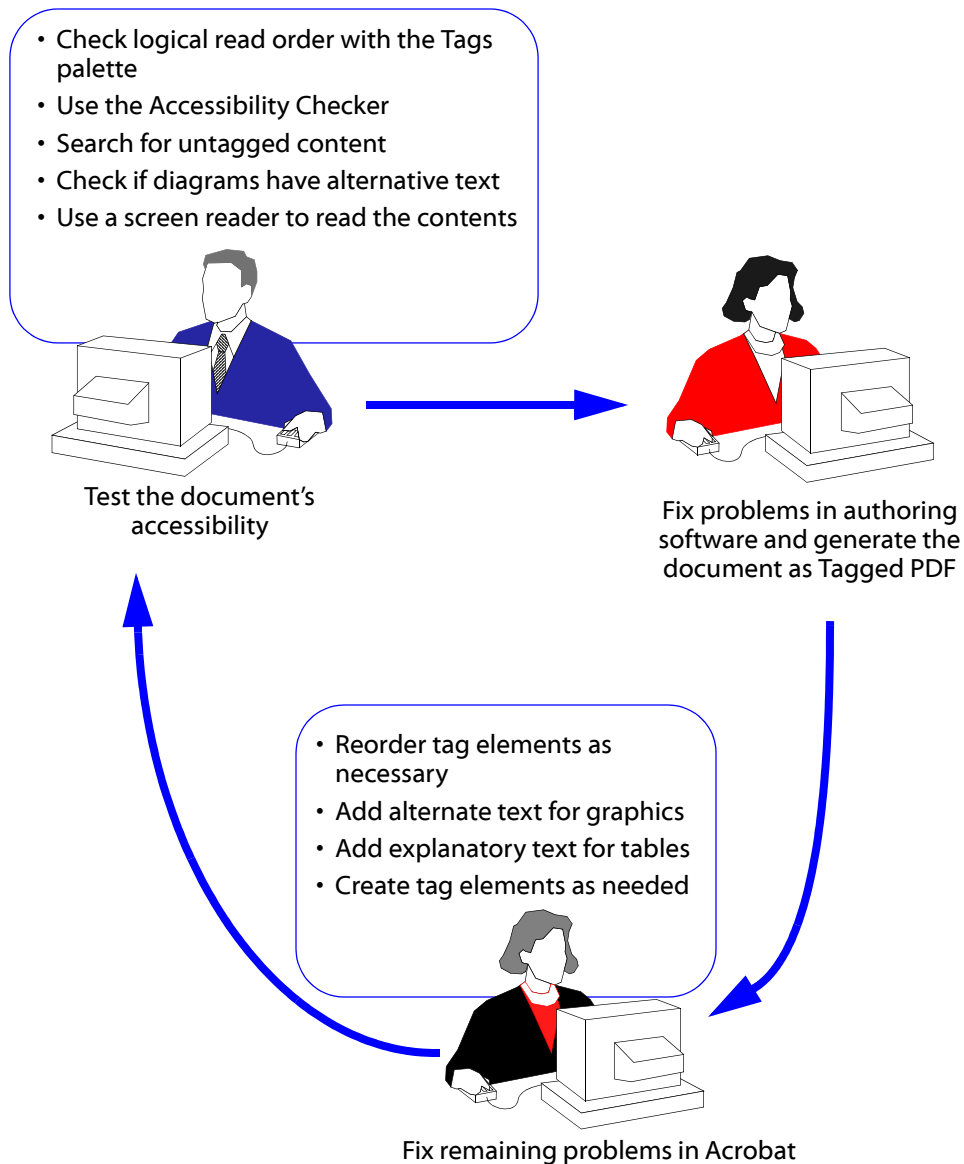 • Check logical read order with the Tags
palette
• Use the Accessibility Checker
• Search for untagged content
• Check if diagrams have alternative text
• Use a screen reader to read the contents
Test the document’s
accessibility
Fix problems in authoring
software and generate the
document as Tagged PDF
• Reorder tag elements as
necessary
• Add alternate text for graphics
• Add explanatory text for tables
• Create tag elements as needed
Fix remaining problems in Acrobat